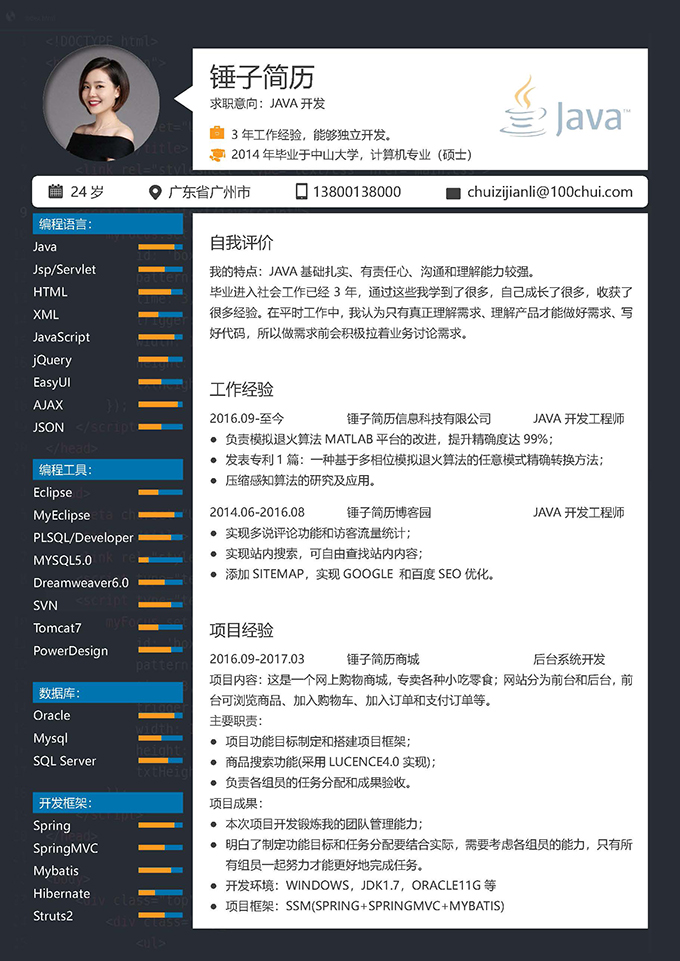 锤子简历
求职意向：JAVA 开发
3 年工作经验，能够独立开发。
2014 年毕业于中山大学，计算机专业（硕士）
Java™
24 岁
广东省广州市
13800138000
chuizijianli@100chui.com
编程语言：
Java
Jsp/Servlet
HTML
XML
JavaScript
jQuery
EasyUI
AJAX
JSON
编程工具：
Eclipse
MyEclipse
PLSQL/Developer
MYSQL5.0
Dreamweaver6.0
SVN
Tomcat7
PowerDesign
数据库：
Oracle
Mysql
SQL Server
开发框架：
Spring
SpringMVC
Mybatis
Hibernate
Struts2
自我评价
我的特点：JAVA 基础扎实、有责任心、沟通和理解能力较强。
毕业进入社会工作已经 3 年，通过这些我学到了很多，自己成长了很多，收获了
很多经验。在平时工作中，我认为只有真正理解需求、理解产品才能做好需求、写
好代码，所以做需求前会积极拉着业务讨论需求。
工作经验
2016.09-至今 锤子简历信息科技有限公司 JAVA 开发工程师
● 负责模拟退火算法 MATLAB 平台的改进，提升精确度达 99%；
● 发表专利 1 篇：一种基于多相位模拟退火算法的任意模式精确转换方法；
● 压缩感知算法的研究及应用。
2014.06-2016.08 锤子简历博客园 JAVA 开发工程师
● 实现多说评论功能和访客流量统计；
● 实现站内搜索，可自由查找站内内容；
● 添加 SITEMAP，实现 GOOGLE 和百度 SEO 优化。
项目经验
2016.09-2017.03 锤子简历商城 后台系统开发
项目内容：这是一个网上购物商城，专卖各种小吃零食；网站分为前台和后台，前
台可浏览商品、加入购物车、加入订单和支付订单等。
主要职责：
● 项目功能目标制定和搭建项目框架；
● 商品搜索功能(采用 LUCENCE4.0 实现)；
● 负责各组员的任务分配和成果验收。
项目成果：
● 本次项目开发锻炼我的团队管理能力；
● 明白了制定功能目标和任务分配要结合实际，需要考虑各组员的能力，只有所
有组员一起努力才能更好地完成任务。
● 开发环境：WINDOWS，JDK1.7，ORACLE11G 等
● 项目框架：SSM(SPRING+SPRINGMVC+MYBATIS)